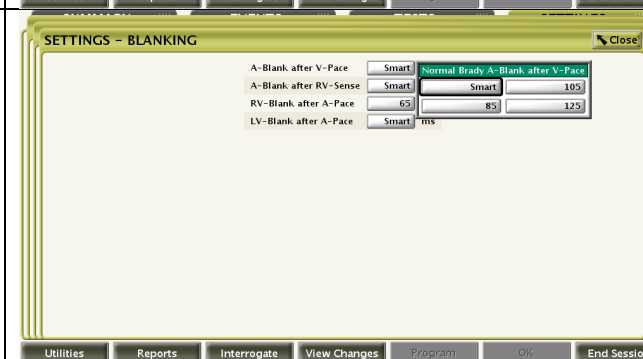 SETTINGS - BLANKING
Close
A-Blank after V-Pace Smart
A-Blank after RV-Sense Smart
RV-Blank after A-Pace 65
LV-Blank after A-Pace Smart ms
Normal Brady A-Blank after V-Pace
Smart 105
85 125
Utilities Reports Interrogate View Changes Program Ok End Sessi